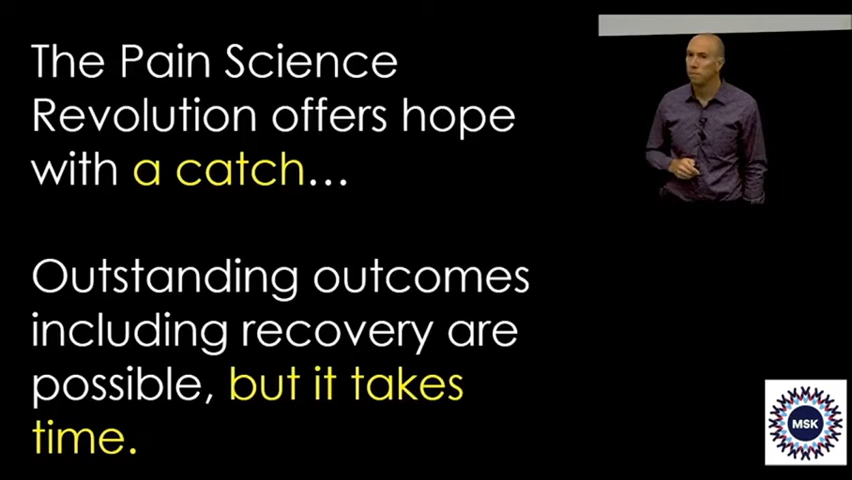 The Pain Science
Revolution offers hope
with a catch...
Outstanding outcomes
including recovery are
possible, but it takes
time.
MSK